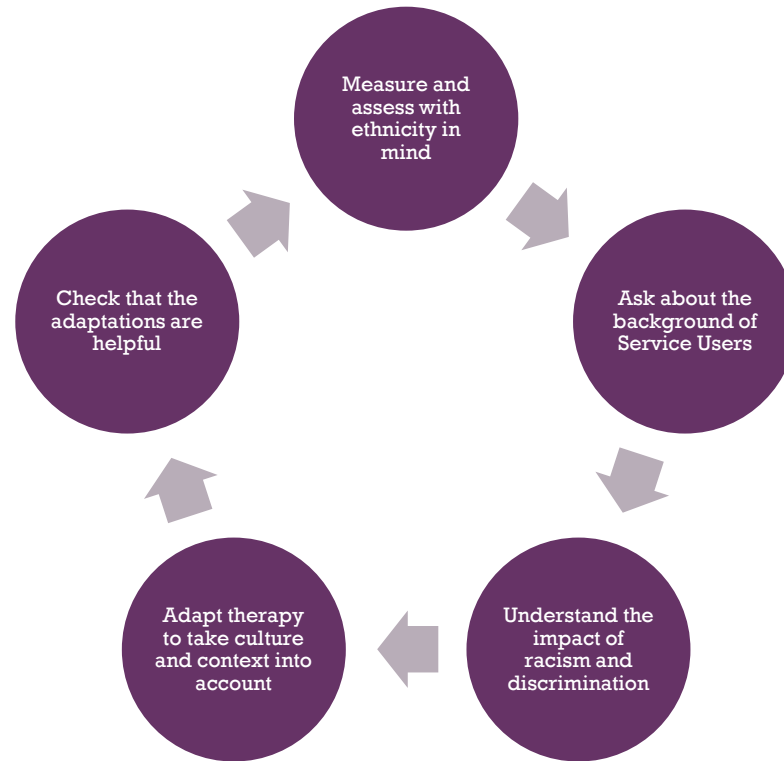 Measure and
assess with
ethnicity in
mind
Ask about the
background of
Service Users
Understand the
impact of
racism and
discrimination
Adapt therapy
to take culture
and context into
account
Check that the
adaptations are
helpful